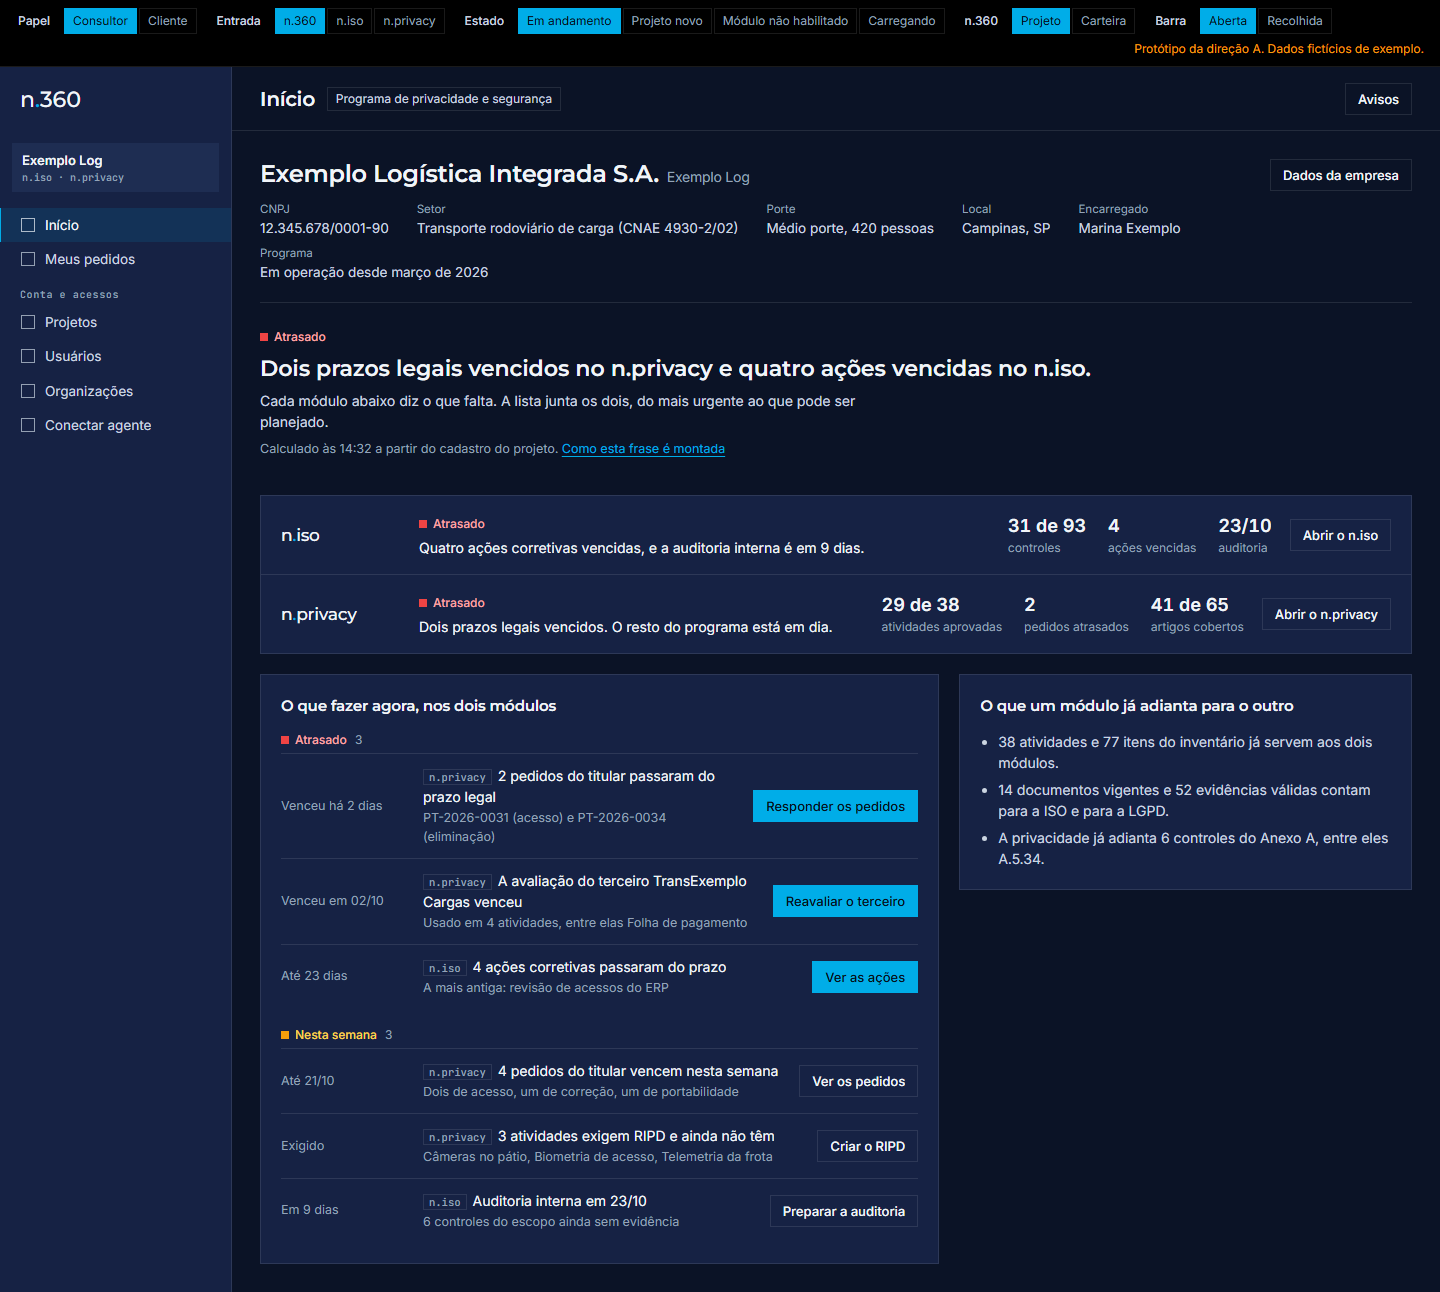 Papel Consultor Cliente Entrada n.360 n.iso n.privacy Estado Em andamento Projeto novo Módulo não habilitado Carregando n.360 Projeto Carteira Barra Aberta Recolhida
Protótipo da direção A. Dados fictícios de exemplo.
n.360
Exemplo Log
n.iso · n.privacy
Início
Meus pedidos
Conta e acessos
Projetos
Usuários
Organizações
Conectar agente
Início Programa de privacidade e segurança Avisos
Exemplo Logística Integrada S.A. Exemplo Log Dados da empresa
CNPJ Setor Porte Local Encarregado
12.345.678/0001-90 Transporte rodoviário de carga (CNAE 4930-2/02) Médio porte, 420 pessoas Campinas, SP Marina Exemplo
Programa
Em operação desde março de 2026
Atrasado
Dois prazos legais vencidos no n.privacy e quatro ações vencidas no n.iso.
Cada módulo abaixo diz o que falta. A lista junta os dois, do mais urgente ao que pode ser
planejado.
Calculado às 14:32 a partir do cadastro do projeto. Como esta frase é montada
n.iso
Atrasado
Quatro ações corretivas vencidas, e a auditoria interna é em 9 dias.
31 de 93 4 23/10
controles ações vencidas auditoria
Abrir o n.iso
n.privacy
Atrasado
Dois prazos legais vencidos. O resto do programa está em dia.
29 de 38 2 41 de 65
atividades aprovadas pedidos atrasados artigos cobertos
Abrir o n.privacy
O que fazer agora, nos dois módulos
Atrasado 3
Venceu há 2 dias
n.privacy 2 pedidos do titular passaram do
prazo legal
PT-2026-0031 (acesso) e PT-2026-0034
(eliminação)
Responder os pedidos
Venceu em 02/10
n.privacy A avaliação do terceiro TransExemplo
Cargas venceu
Usado em 4 atividades, entre elas Folha de pagamento
Reavaliar o terceiro
Até 23 dias
n.iso 4 ações corretivas passaram do prazo
A mais antiga: revisão de acessos do ERP
Ver as ações
Nesta semana 3
Até 21/10
n.privacy 4 pedidos do titular vencem nesta semana
Dois de acesso, um de correção, um de portabilidade
Ver os pedidos
Exigido
n.privacy 3 atividades exigem RIPD e ainda não têm
Câmeras no pátio, Biometria de acesso, Telemetria da frota
Criar o RIPD
Em 9 dias
n.iso Auditoria interna em 23/10
6 controles do escopo ainda sem evidência
Preparar a auditoria
O que um módulo já adianta para o outro
38 atividades e 77 itens do inventário já servem aos dois
módulos.
14 documentos vigentes e 52 evidências válidas contam
para a ISO e para a LGPD.
A privacidade já adianta 6 controles do Anexo A, entre eles
A.5.34.